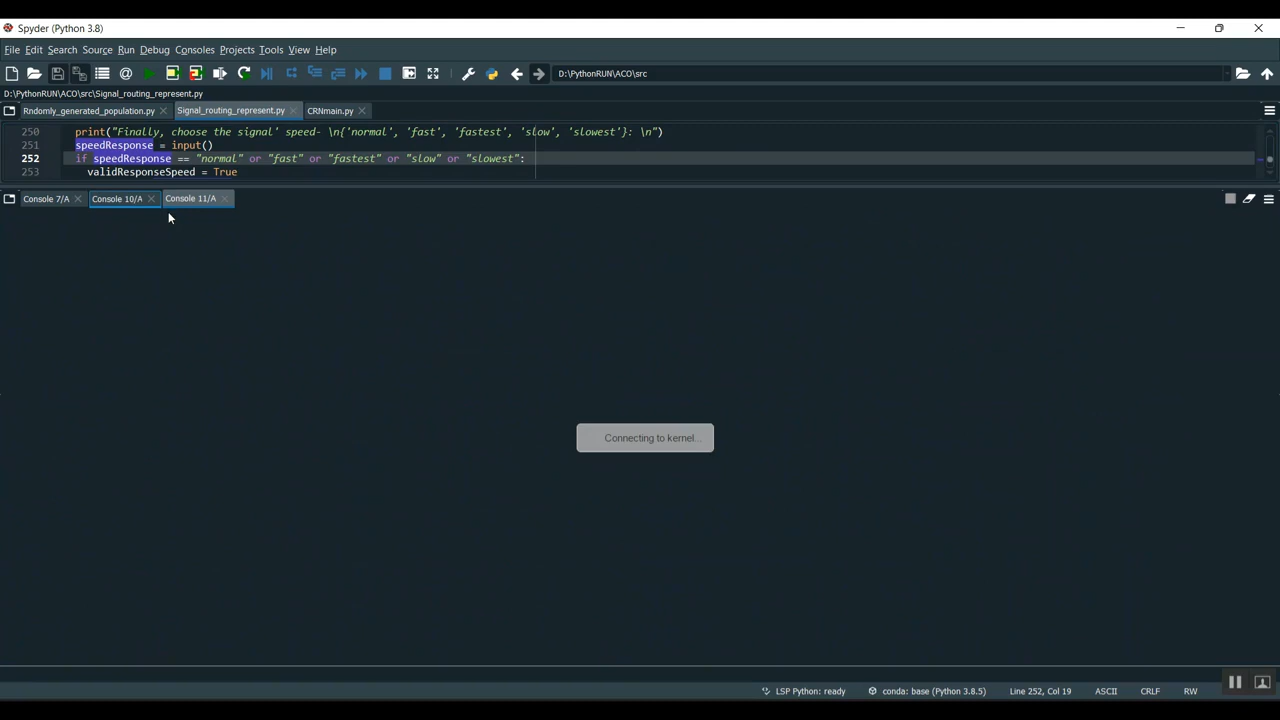 Spyder (Python 3.8)
File Edit Search Source Run Debug Consoles Projects Tools View Help
D:\PythonRUN\ACO\src
D:\PythonRUN\ACO\src\Signal_routing_represent.py
Rndomly_generated_population.py Signal_routing_represent.py CRNmain.py
250 print("Finally, choose the signal' speed- \n{'normal', 'fast', 'fastest', 'slow', 'slowest'}: \n")
251 speedResponse = input()
252 if speedResponse == "normal" or "fast" or "fastest" or "slow" or "slowest":
253 validResponseSpeed = True
Console 7/A Console 10/A Console 11/A
Connecting to kernel...
LSP Python: ready conda: base (Python 3.8.5) Line 252, Col 19 ASCII CRLF RW